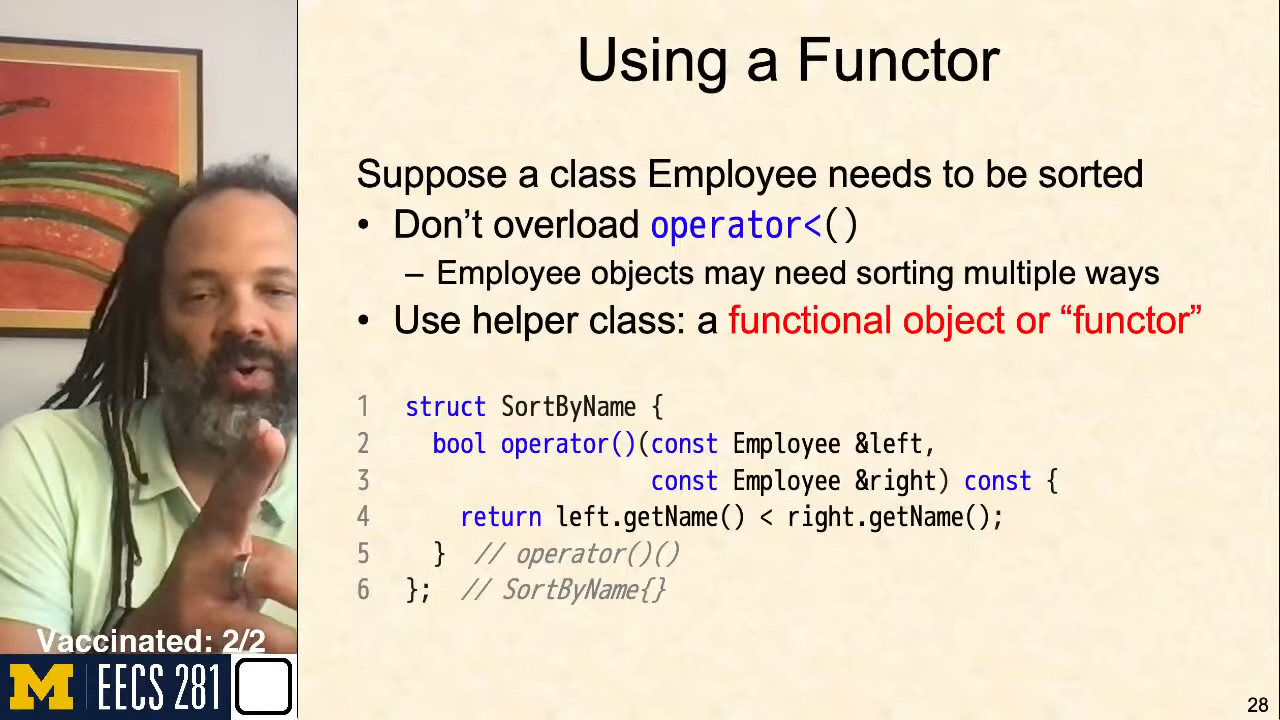 Using a Functor
Suppose a class Employee needs to be sorted
• Don’t overload operator<()
– Employee objects may need sorting multiple ways
• Use helper class: a functional object or “functor”
1 struct SortByName {
2 bool operator()(const Employee &left,
3 const Employee &right) const {
4 return left.getName() < right.getName();
5 } // operator()()
6 }; // SortByName{}
Vaccinated: 2/2
M EECS 281
28